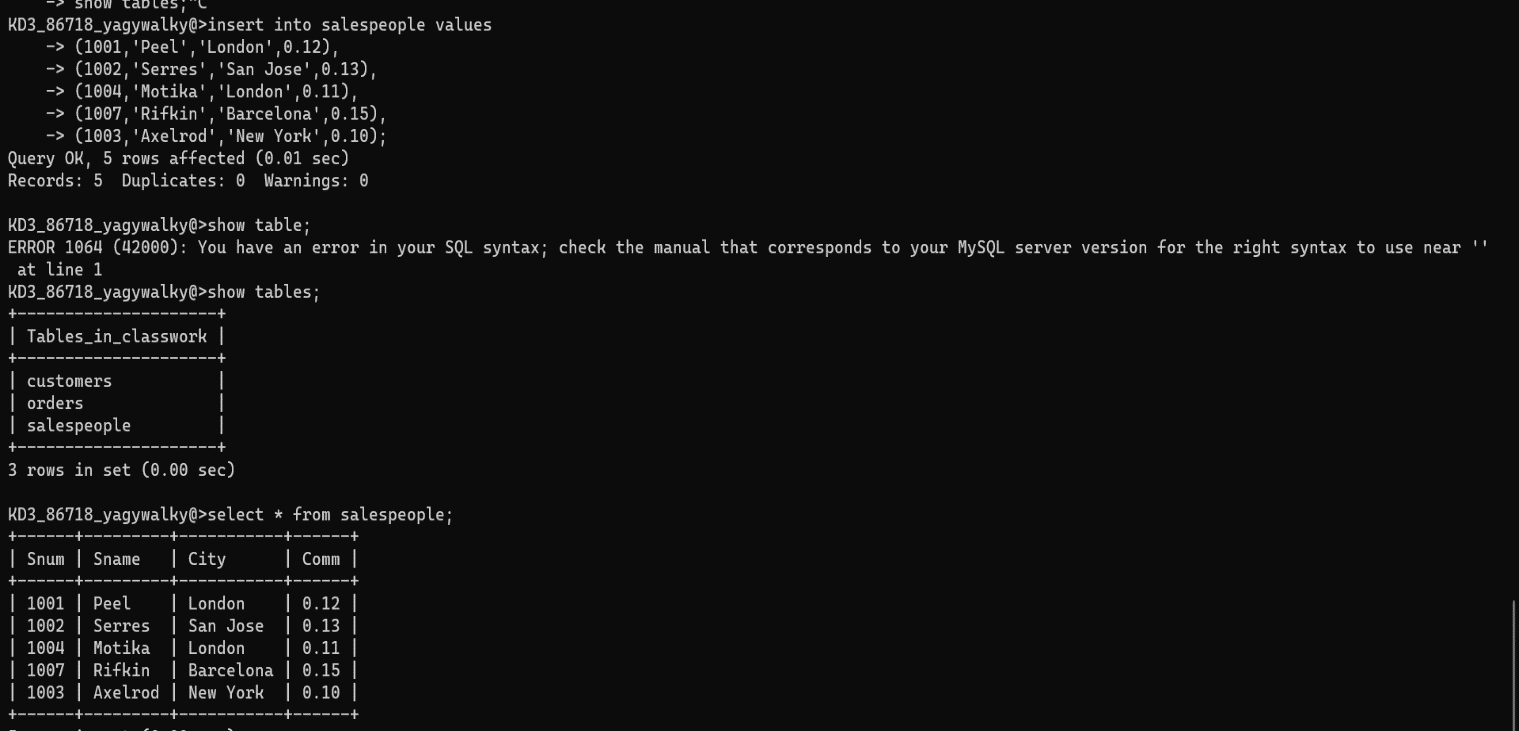 -> show tables;^C
KD3_86718_yagywalky@>insert into salespeople values
-> (1001,'Peel','London',0.12),
-> (1002,'Serres','San Jose',0.13),
-> (1004,'Motika','London',0.11),
-> (1007,'Rifkin','Barcelona',0.15),
-> (1003,'Axelrod','New York',0.10);
Query OK, 5 rows affected (0.01 sec)
Records: 5  Duplicates: 0  Warnings: 0
KD3_86718_yagywalky@>show table;
ERROR 1064 (42000): You have an error in your SQL syntax; check the manual that corresponds to your MySQL server version for the right syntax to use near ''
at line 1
KD3_86718_yagywalky@>show tables;
+---------------------+
| Tables_in_classwork |
+---------------------+
| customers           |
| orders              |
| salespeople         |
+---------------------+
3 rows in set (0.00 sec)
KD3_86718_yagywalky@>select * from salespeople;
+------+---------+-----------+------+
| Snum | Sname   | City      | Comm |
+------+---------+-----------+------+
| 1001 | Peel    | London    | 0.12 |
| 1002 | Serres  | San Jose  | 0.13 |
| 1004 | Motika  | London    | 0.11 |
| 1007 | Rifkin  | Barcelona | 0.15 |
| 1003 | Axelrod | New York  | 0.10 |
+------+---------+-----------+------+